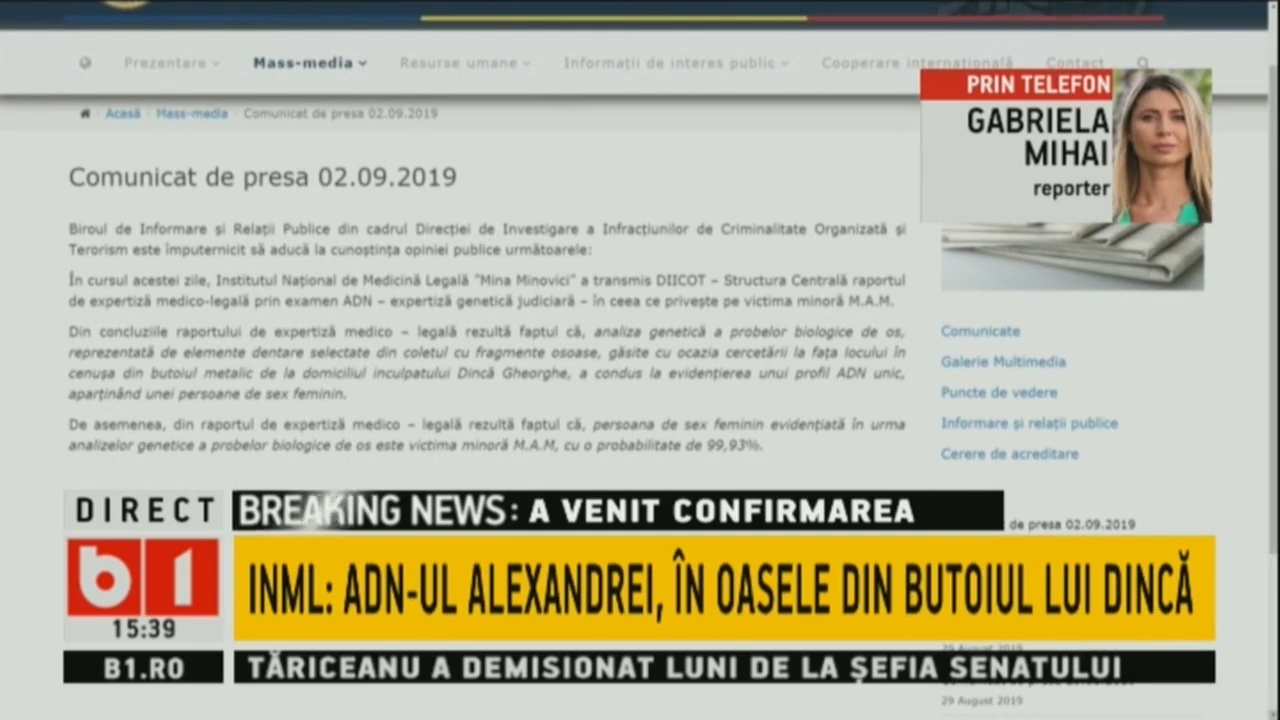 Prezentare
Mass-media
Resurse umane
Informații de interes public
Cooperare internațională
Contact
Acasă
Mass-media
Comunicat de presa 02.09.2019
PRIN TELEFON
GABRIELA
MIHAI
reporter
Comunicat de presa 02.09.2019
Biroul de Informare și Relații Publice din cadrul Direcției de Investigare a Infracțiunilor de Criminalitate Organizată și
Terorism este împuternicit să aducă la cunoștința opiniei publice următoarele:
În cursul acestei zile, Institutul Național de Medicină Legală "Mina Minovici" a transmis DIICOT – Structura Centrală raportul
de expertiză medico-legală prin examen ADN – expertiză genetică judiciară – în ceea ce privește pe victima minoră M.A.M.
Din concluziile raportului de expertiză medico – legală rezultă faptul că, analiza genetică a probelor biologice de os,
reprezentată de elemente dentare selectate din coletul cu fragmente osoase, găsite cu ocazia cercetării la fața locului în
cenușa din butoiul metalic de la domiciliul inculpatului Dincă Gheorghe, a condus la evidențierea unui profil ADN unic,
aparținând unei persoane de sex feminin.
De asemenea, din raportul de expertiză medico – legală rezultă faptul că, persoana de sex feminin evidențiată în urma
analizelor genetice a probelor biologice de os este victima minoră M.A.M, cu o probabilitate de 99,93%.
Comunicate
Galerie Multimedia
Puncte de vedere
Informare și relații publice
Cerere de acreditare
DIRECT
BREAKING NEWS: A VENIT CONFIRMAREA
de presa 02.09.2019
b1
15:39
INML: ADN-UL ALEXANDREI, ÎN OASELE DIN BUTOIUL LUI DINCĂ
B1.RO
TĂRICEANU A DEMISIONAT LUNI DE LA ȘEFIA SENATULUI
29 August 2019